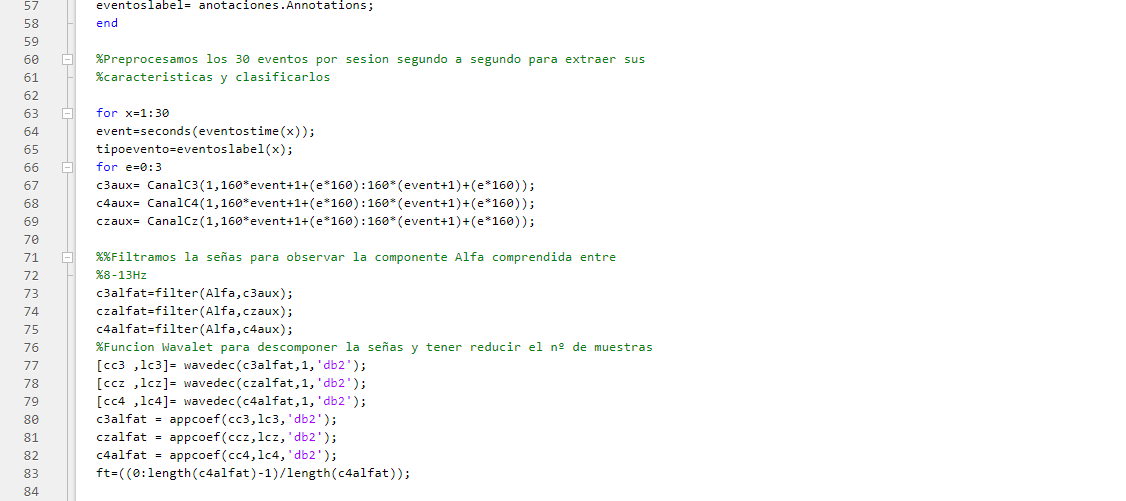 57 eventoslabel= anotaciones.Annotations;
58 end
59
60 %Preprocesamos los 30 eventos por sesion segundo a segundo para extraer sus
61 %caracteristicas y clasificarlos
62
63 for x=1:30
64 event=seconds(eventostime(x));
65 tipoevento=eventoslabel(x);
66 for e=0:3
67 c3aux= CanalC3(1,160*event+1+(e*160):160*(event+1)+(e*160));
68 c4aux= CanalC4(1,160*event+1+(e*160):160*(event+1)+(e*160));
69 czaux= CanalCz(1,160*event+1+(e*160):160*(event+1)+(e*160));
70
71 %%Filtramos la señas para observar la componente Alfa comprendida entre
72 %8-13Hz
73 c3alfat=filter(Alfa,c3aux);
74 czalfat=filter(Alfa,czaux);
75 c4alfat=filter(Alfa,c4aux);
76 %Funcion Wavalet para descomponer la señas y tener reducir el nº de muestras
77 [cc3 ,lc3]= wavedec(c3alfat,1,'db2');
78 [ccz ,lcz]= wavedec(czalfat,1,'db2');
79 [cc4 ,lc4]= wavedec(c4alfat,1,'db2');
80 c3alfat = appcoef(cc3,lc3,'db2');
81 czalfat = appcoef(ccz,lcz,'db2');
82 c4alfat = appcoef(cc4,lc4,'db2');
83 ft=((0:length(c4alfat)-1)/length(c4alfat));
84